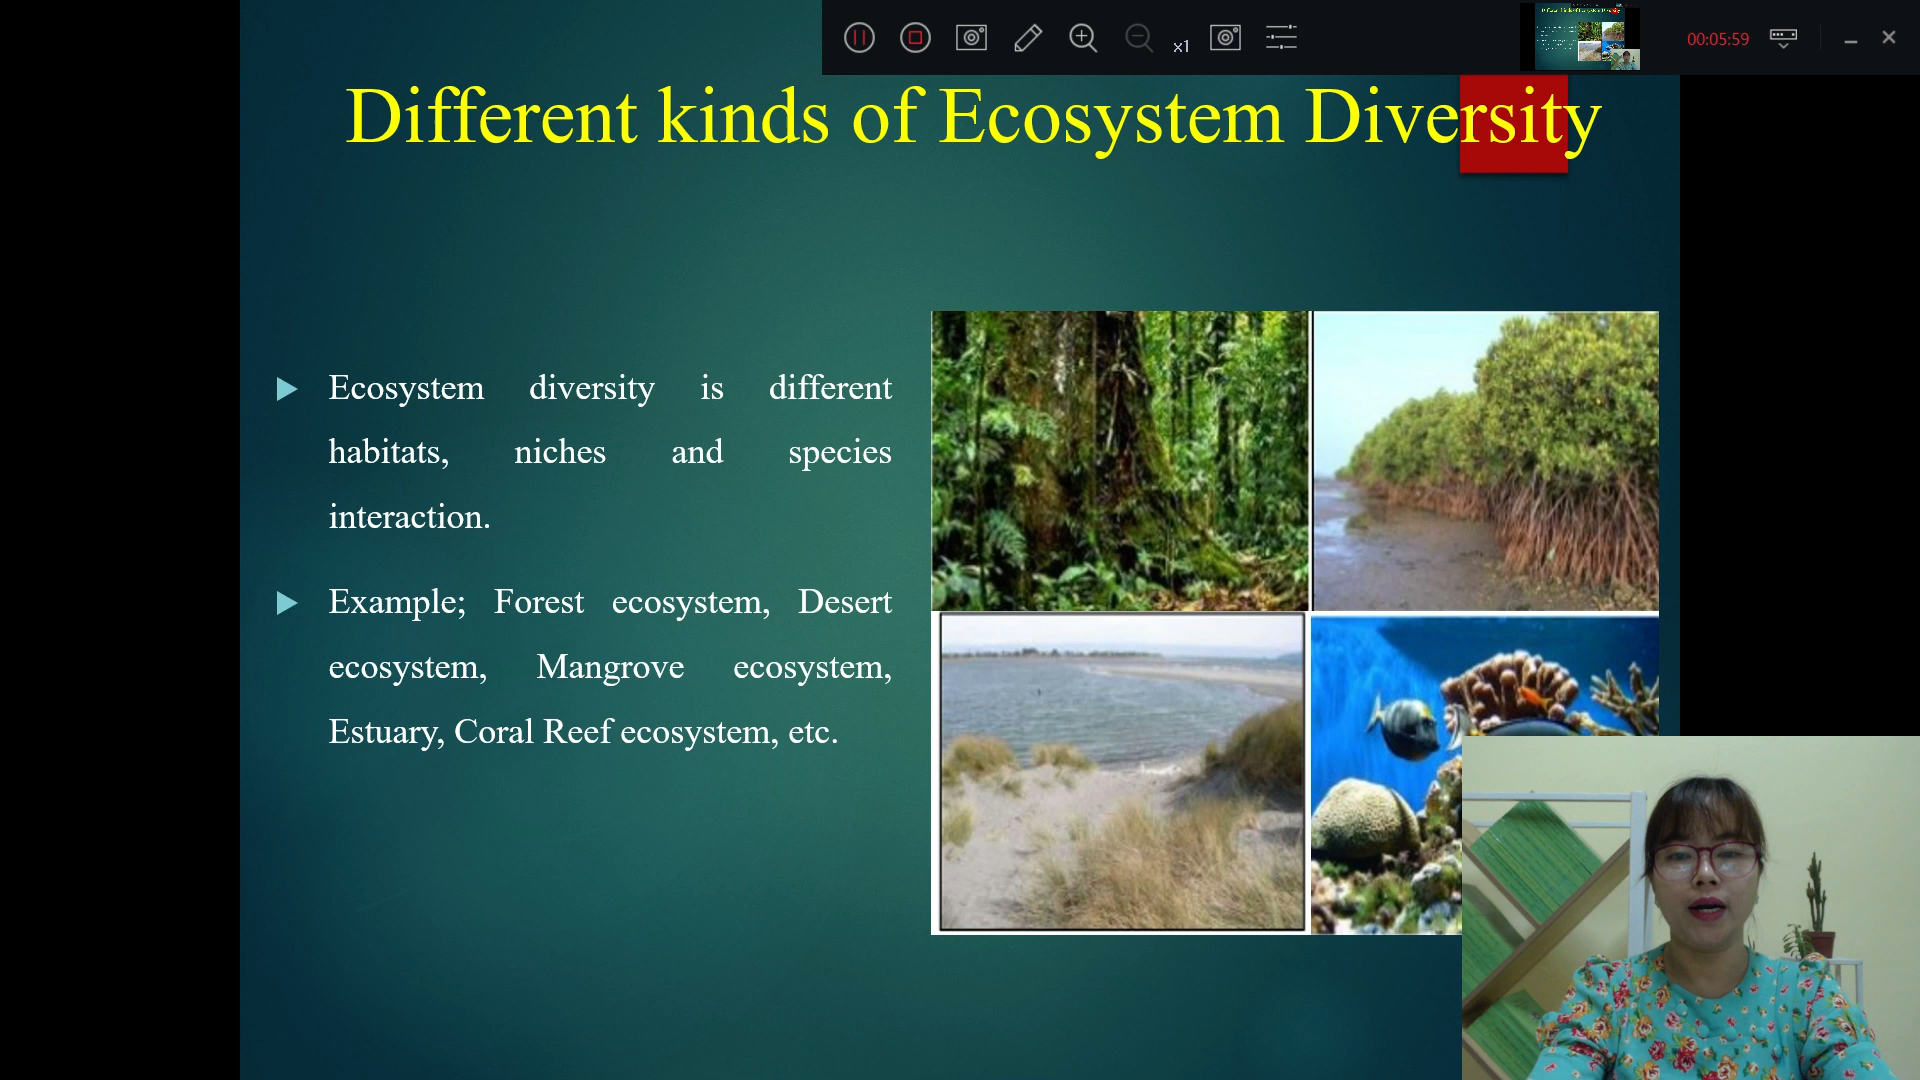 x1
00:05:59
Different kinds of Ecosystem Diversity
Ecosystem diversity is different
habitats, niches and species
interaction.
Example; Forest ecosystem, Desert
ecosystem, Mangrove ecosystem,
Estuary, Coral Reef ecosystem, etc.